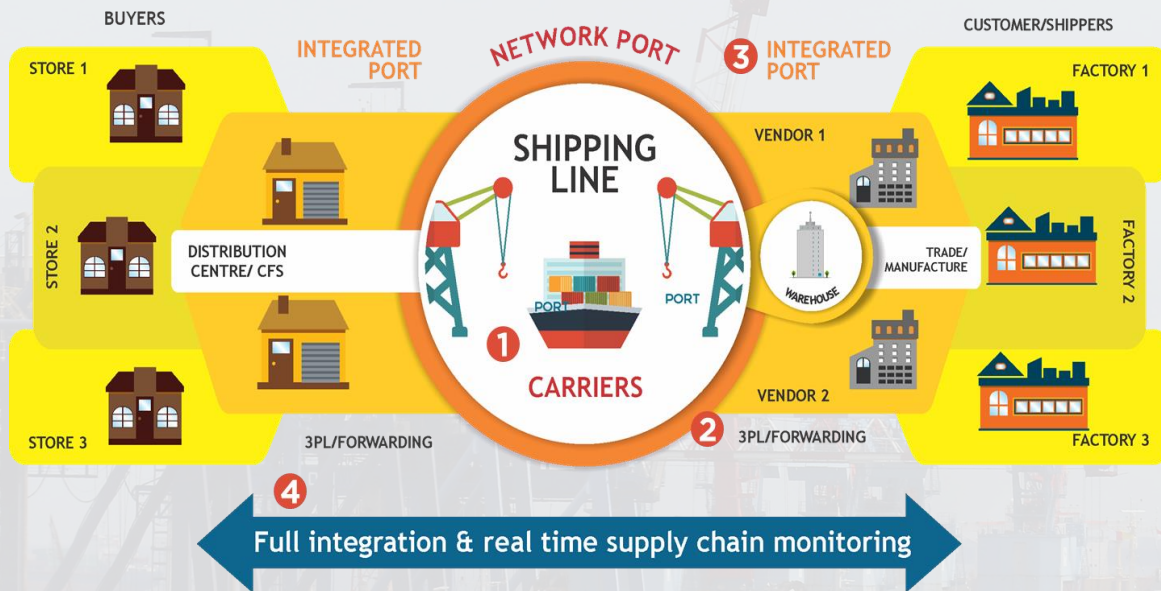 BUYERS
CUSTOMER/SHIPPERS
NETWORK PORT
INTEGRATED
PORT
3
INTEGRATED
PORT
STORE 1
FACTORY 1
VENDOR 1
SHIPPING
LINE
STORE 2
DISTRIBUTION
CENTRE/ CFS
TRADE/
MANUFACTURE
FACTORY 2
WAREHOUSE
PORT
PORT
1
CARRIERS
VENDOR 2
STORE 3
3PL/FORWARDING
2
3PL/FORWARDING
FACTORY 3
4
Full integration & real time supply chain monitoring